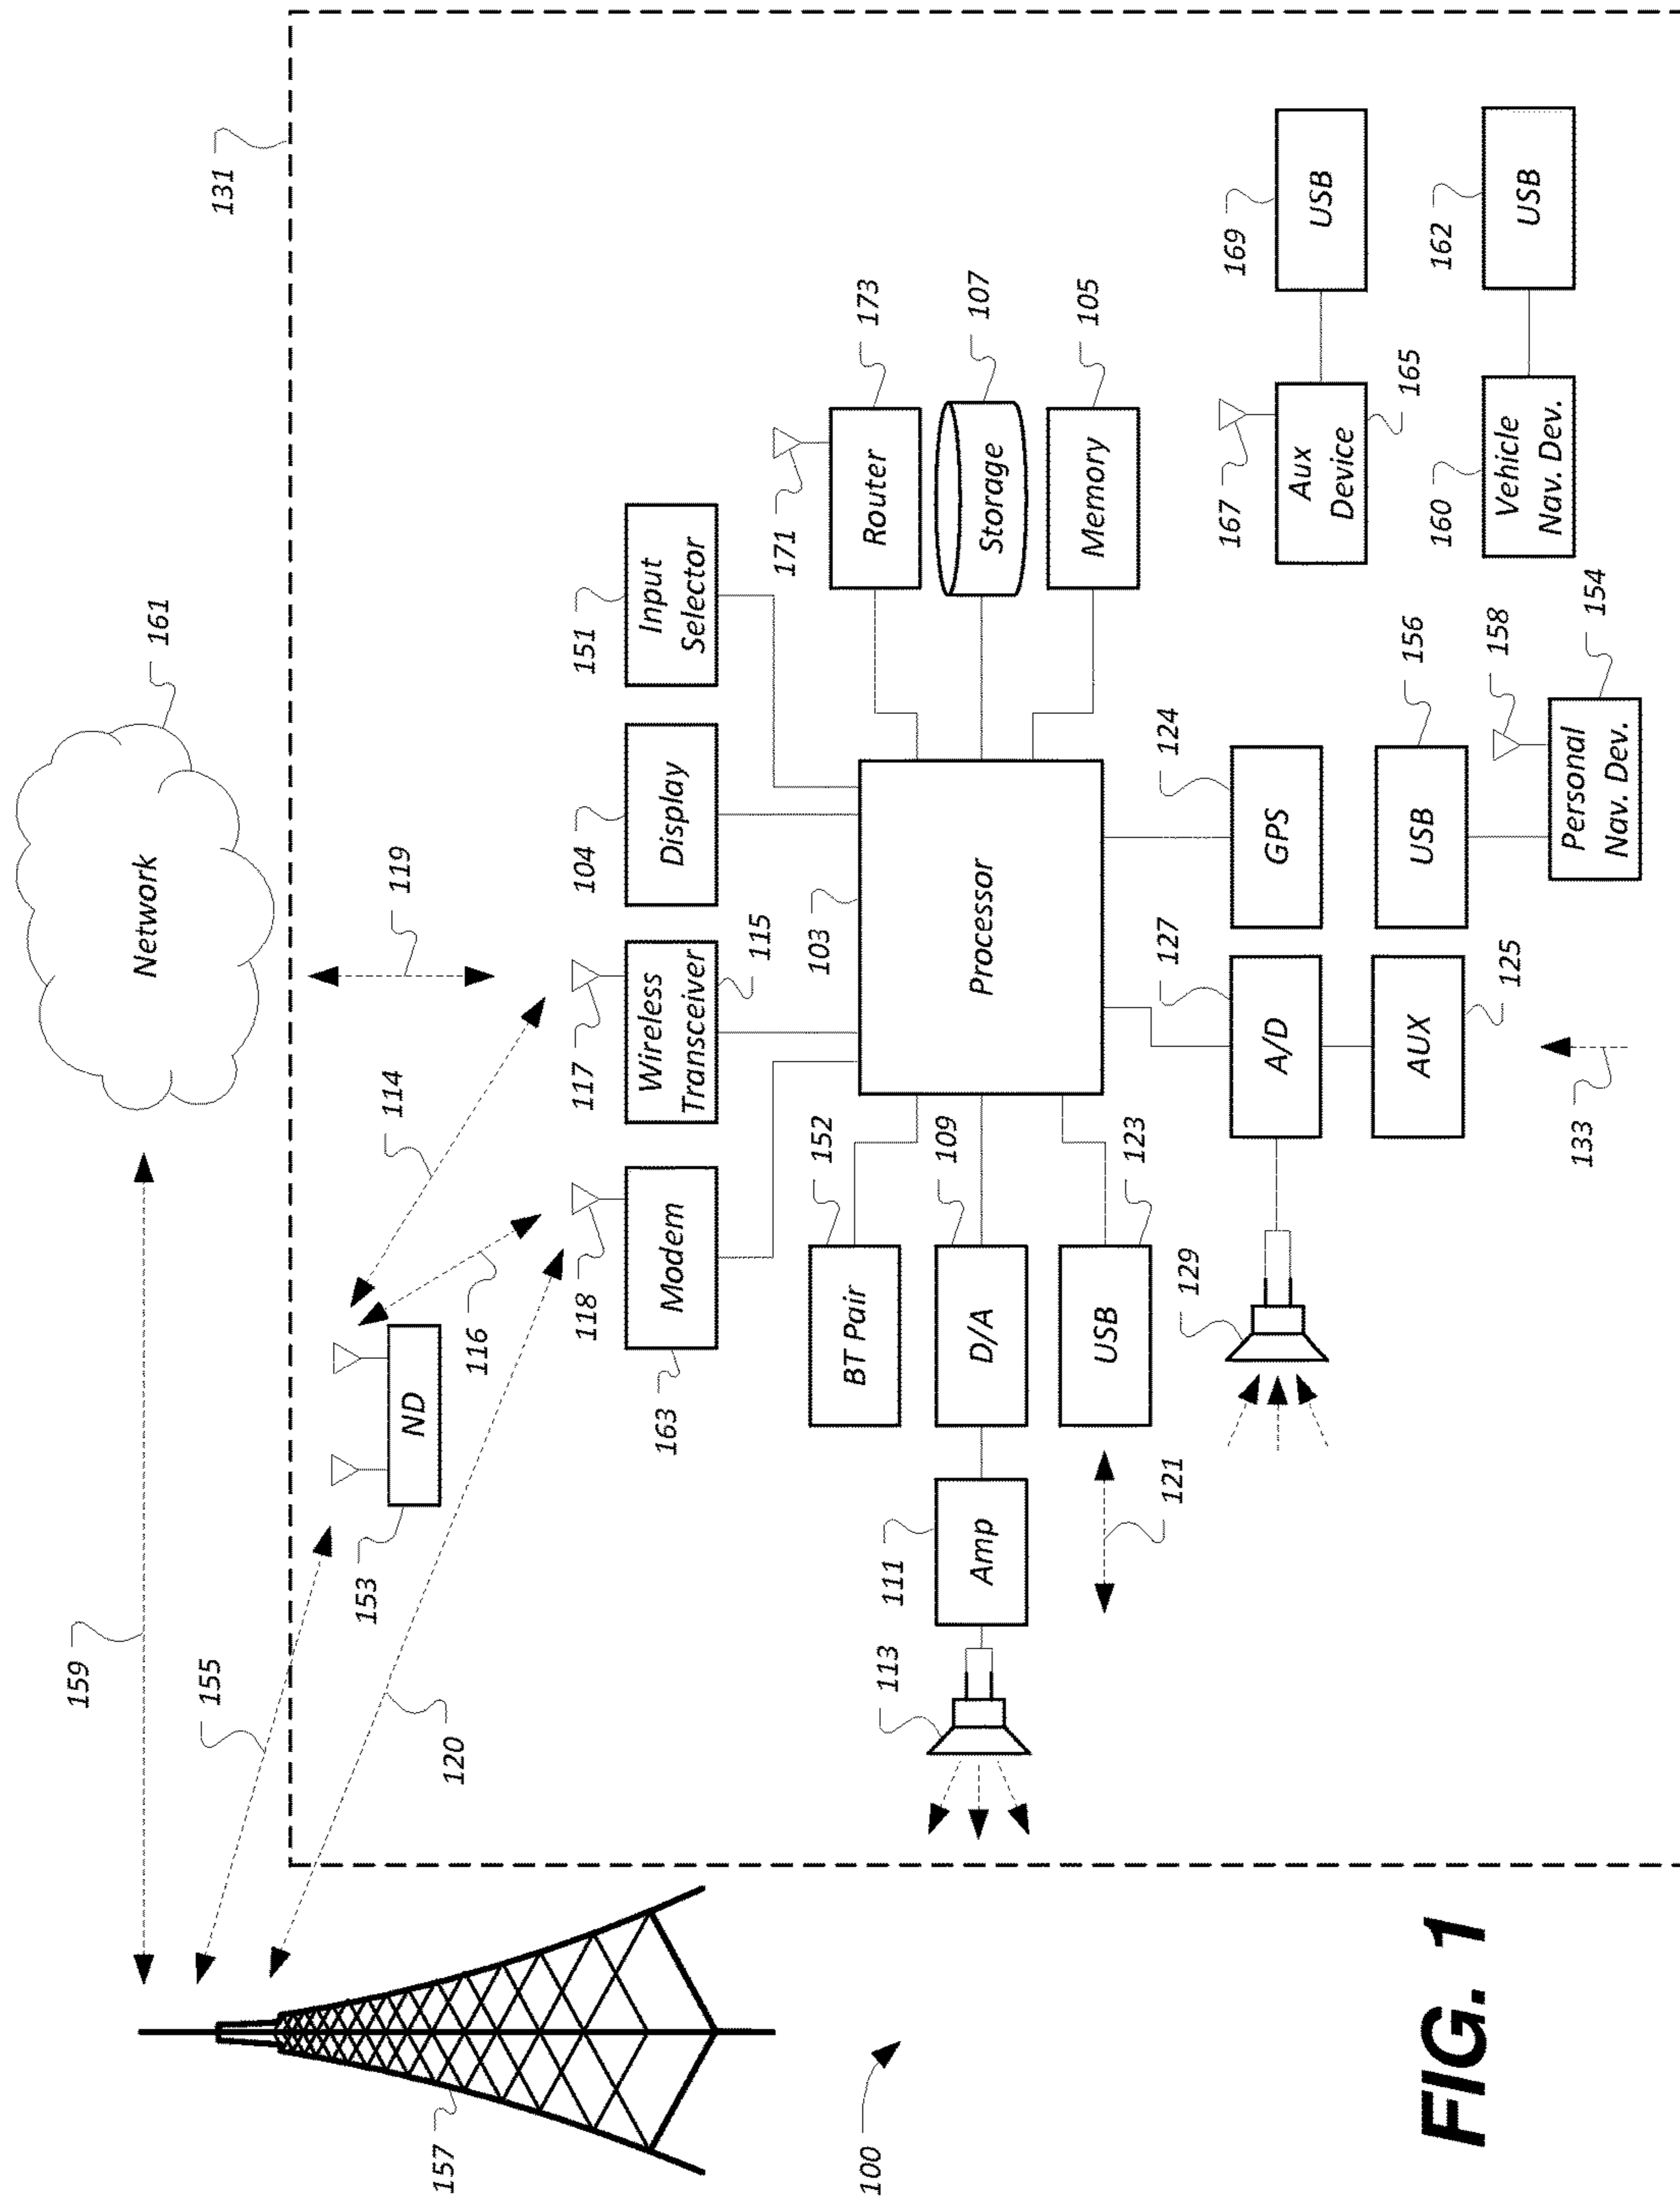 131
161
Network
119
159
155
114
120
116
153
ND
118
117
115
104
151
163
Modem
Wireless
Transceiver
Display
Input
Selector
171
173
107
105
Router
Storage
Memory
103
Processor
152
109
123
BT Pair
D/A
USB
111
Amp
113
121
129
127
124
A/D
GPS
AUX
125
133
USB
156
158
154
Personal
Nav. Dev.
167
169
162
165
160
Aux
Device
USB
Vehicle
Nav. Dev.
USB
157
100
FIG. 1